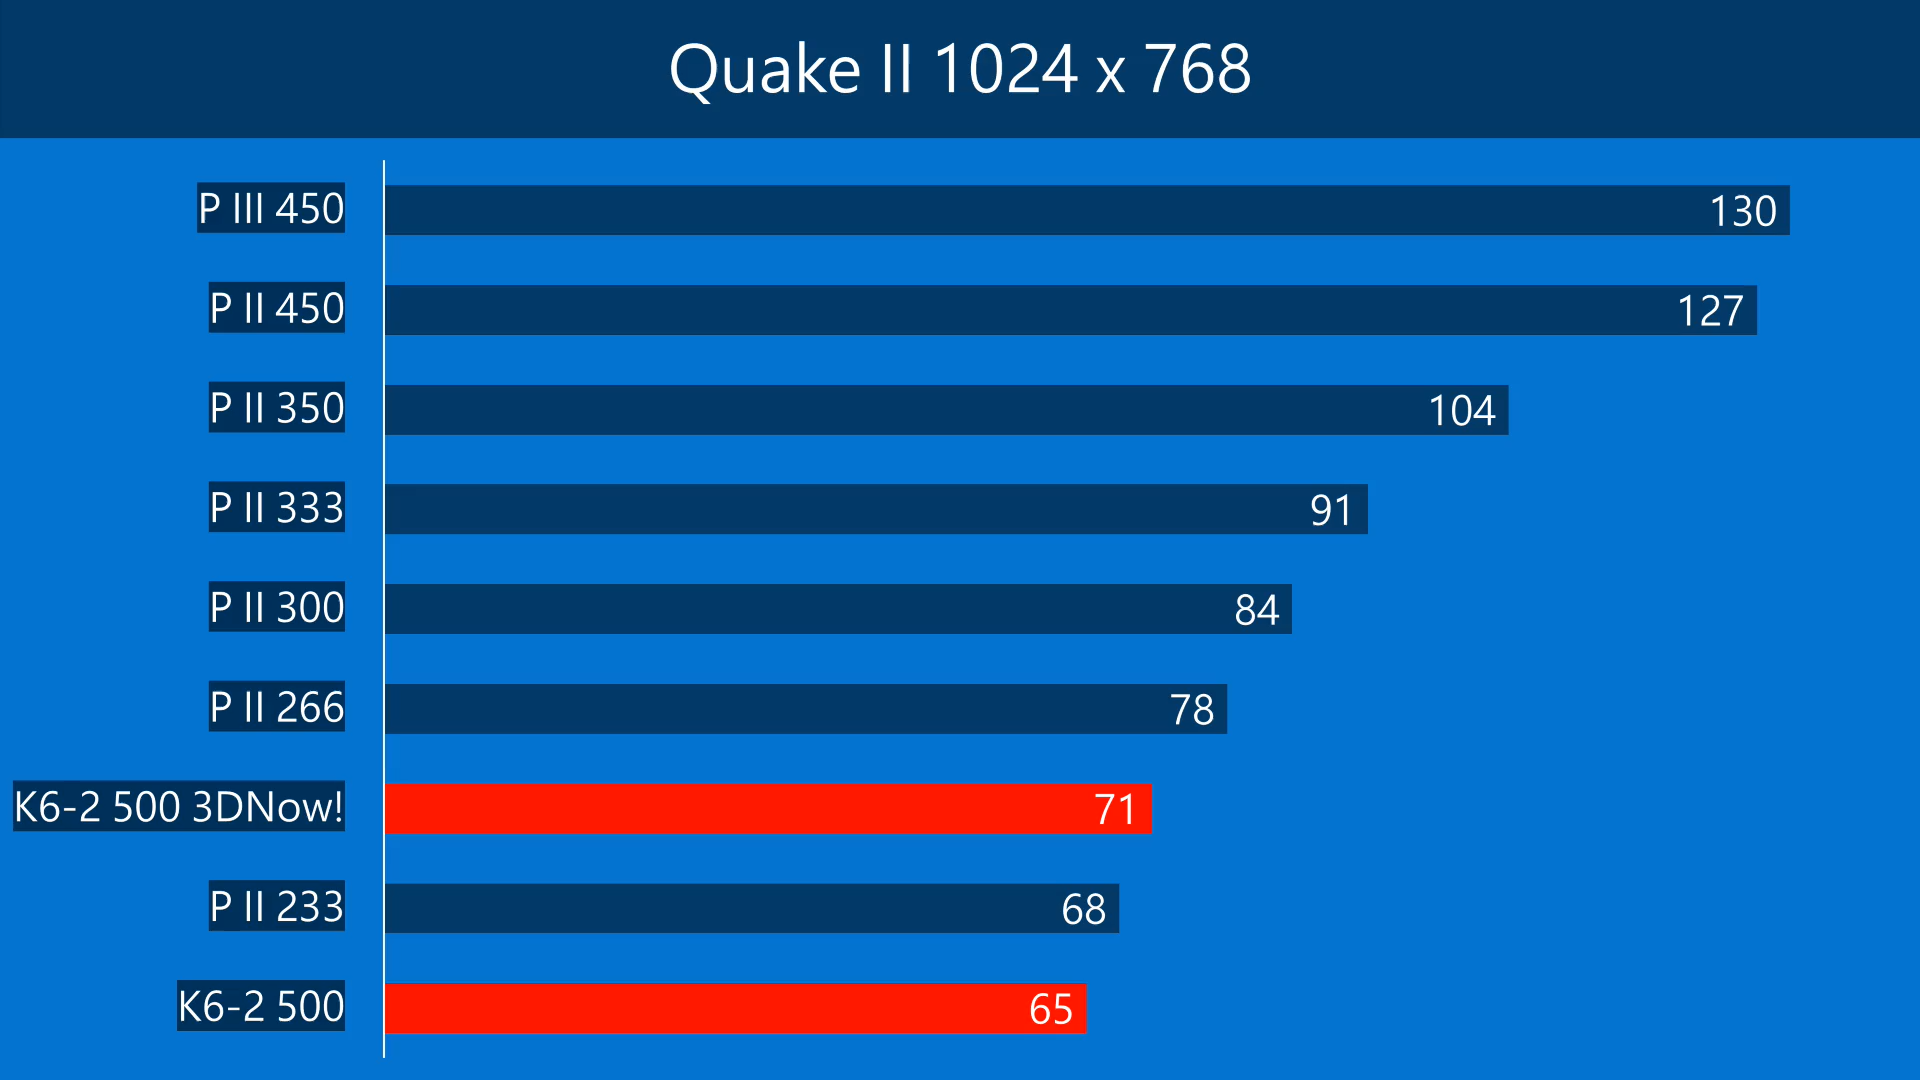 Quake II 1024 x 768
P III 450 130
P II 450 127
P II 350 104
P II 333 91
P II 300 84
P II 266 78
K6-2 500 3DNow! 71
P II 233 68
K6-2 500 65